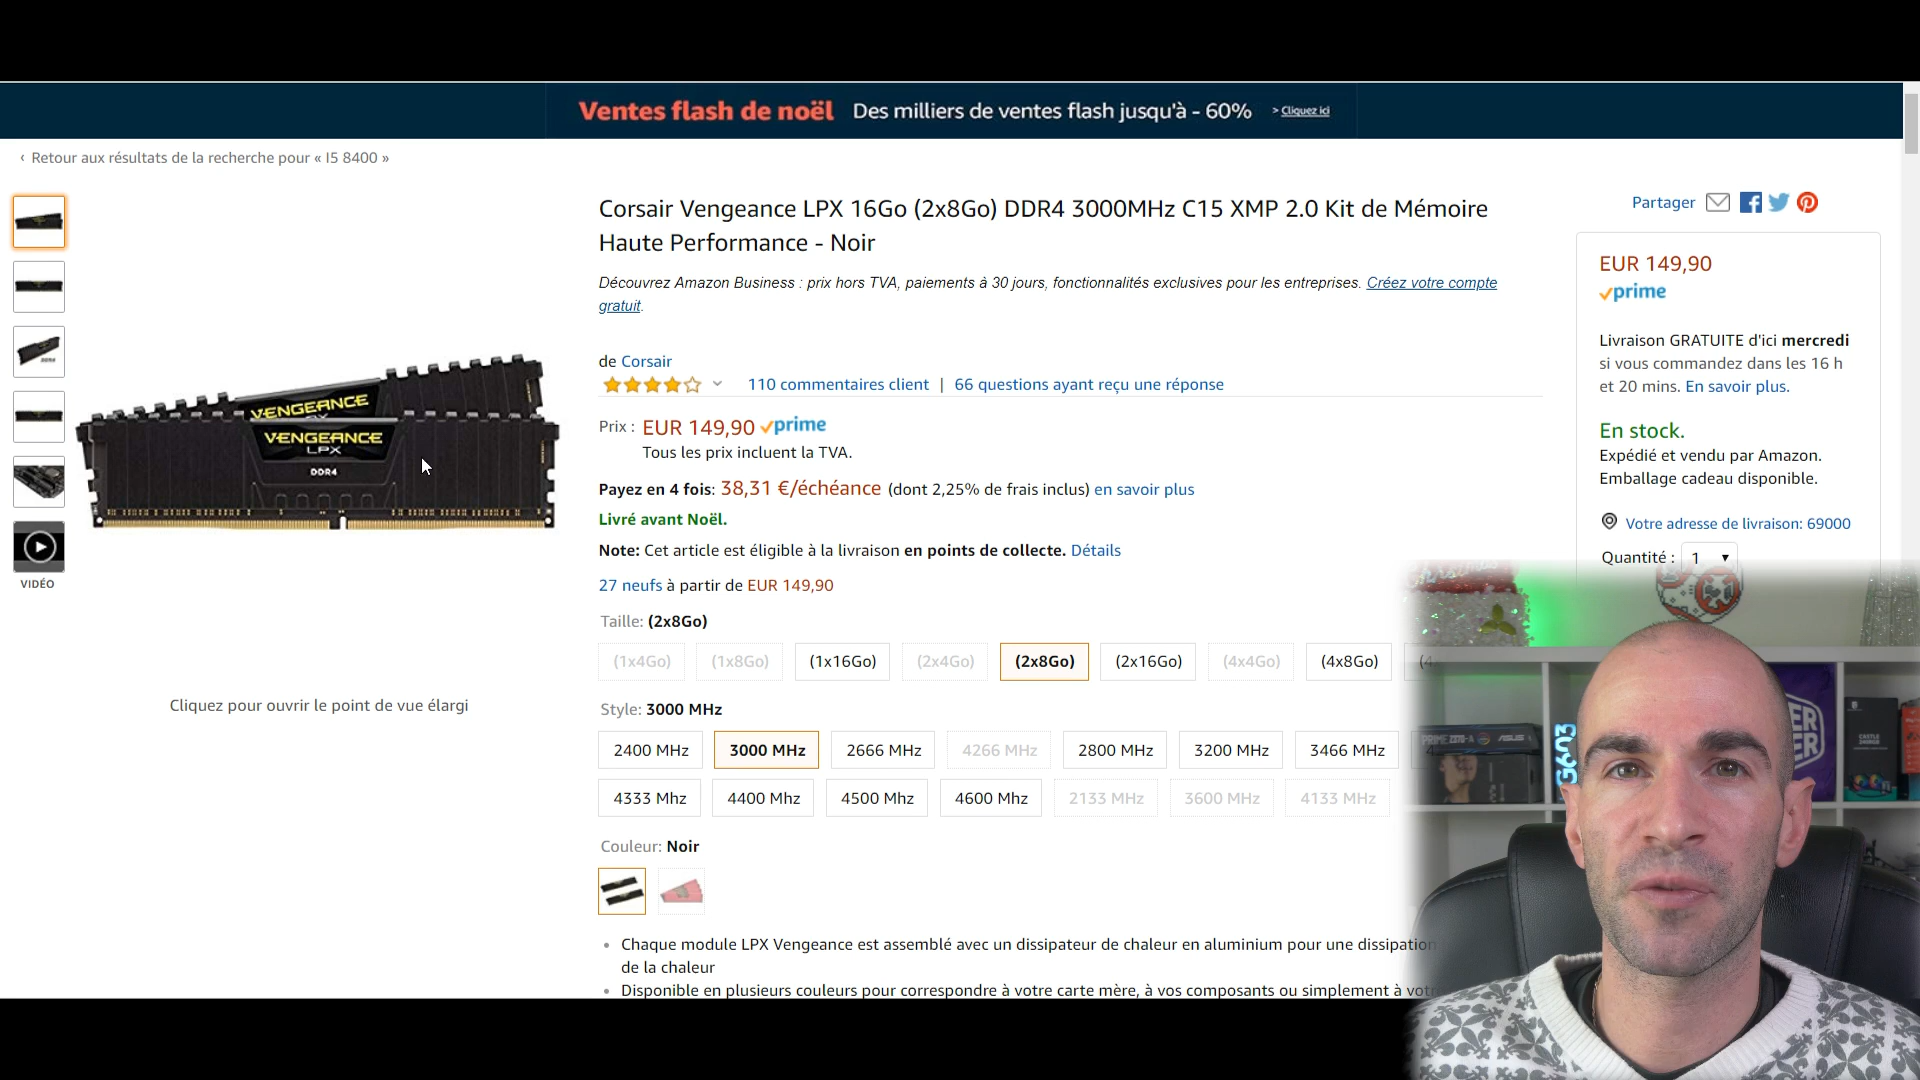 Ventes flash de noël Des milliers de ventes flash jusqu'à - 60% > Cliquez ici
‹ Retour aux résultats de la recherche pour « I5 8400 »
Corsair Vengeance LPX 16Go (2x8Go) DDR4 3000MHz C15 XMP 2.0 Kit de Mémoire
Haute Performance - Noir
Découvrez Amazon Business : prix hors TVA, paiements à 30 jours, fonctionnalités exclusives pour les entreprises. Créez votre compte
gratuit.
de Corsair
110 commentaires client | 66 questions ayant reçu une réponse
Prix : EUR 149,90 prime
Tous les prix incluent la TVA.
Payez en 4 fois: 38,31 €/échéance (dont 2,25% de frais inclus) en savoir plus
Livré avant Noël.
Note: Cet article est éligible à la livraison en points de collecte. Détails
27 neufs à partir de EUR 149,90
Taille: (2x8Go)
(1x4Go) (1x8Go) (1x16Go) (2x4Go) (2x8Go) (2x16Go) (4x4Go) (4x8Go) (4
Style: 3000 MHz
2400 MHz 3000 MHz 2666 MHz 4266 MHz 2800 MHz 3200 MHz 3466 MHz
4333 Mhz 4400 Mhz 4500 Mhz 4600 Mhz 2133 MHz 3600 MHz 4133 MHz
Couleur: Noir
• Chaque module LPX Vengeance est assemblé avec un dissipateur de chaleur en aluminium pour une dissipation
de la chaleur
• Disponible en plusieurs couleurs pour correspondre à votre carte mère, à vos composants ou simplement à votre
VENGEANCE
VENGEANCE
LPX
DDR4
VIDÉO
Cliquez pour ouvrir le point de vue élargi
Partager
EUR 149,90
prime
Livraison GRATUITE d'ici mercredi
si vous commandez dans les 16 h
et 20 mins. En savoir plus.
En stock.
Expédié et vendu par Amazon.
Emballage cadeau disponible.
Votre adresse de livraison: 69000
Quantité : 1
PRIME Z370-A ASUS
G603